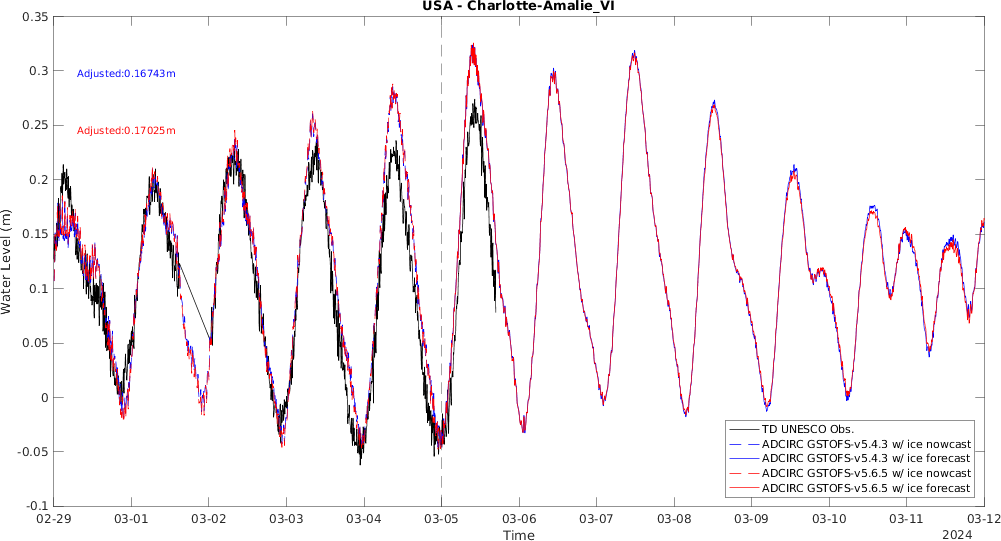 USA - Charlotte-Amalie_VI
0.35
0.3
0.25
0.2
0.15
0.1
0.05
0
-0.05
-0.1
Water Level (m)
Adjusted:0.16743m
Adjusted:0.17025m
TD UNESCO Obs.
ADCIRC GSTOFS-v5.4.3 w/ ice nowcast
ADCIRC GSTOFS-v5.4.3 w/ ice forecast
ADCIRC GSTOFS-v5.6.5 w/ ice nowcast
ADCIRC GSTOFS-v5.6.5 w/ ice forecast
02-29 03-01 03-02 03-03 03-04 03-05 03-06 03-07 03-08 03-09 03-10 03-11 03-12
Time
2024